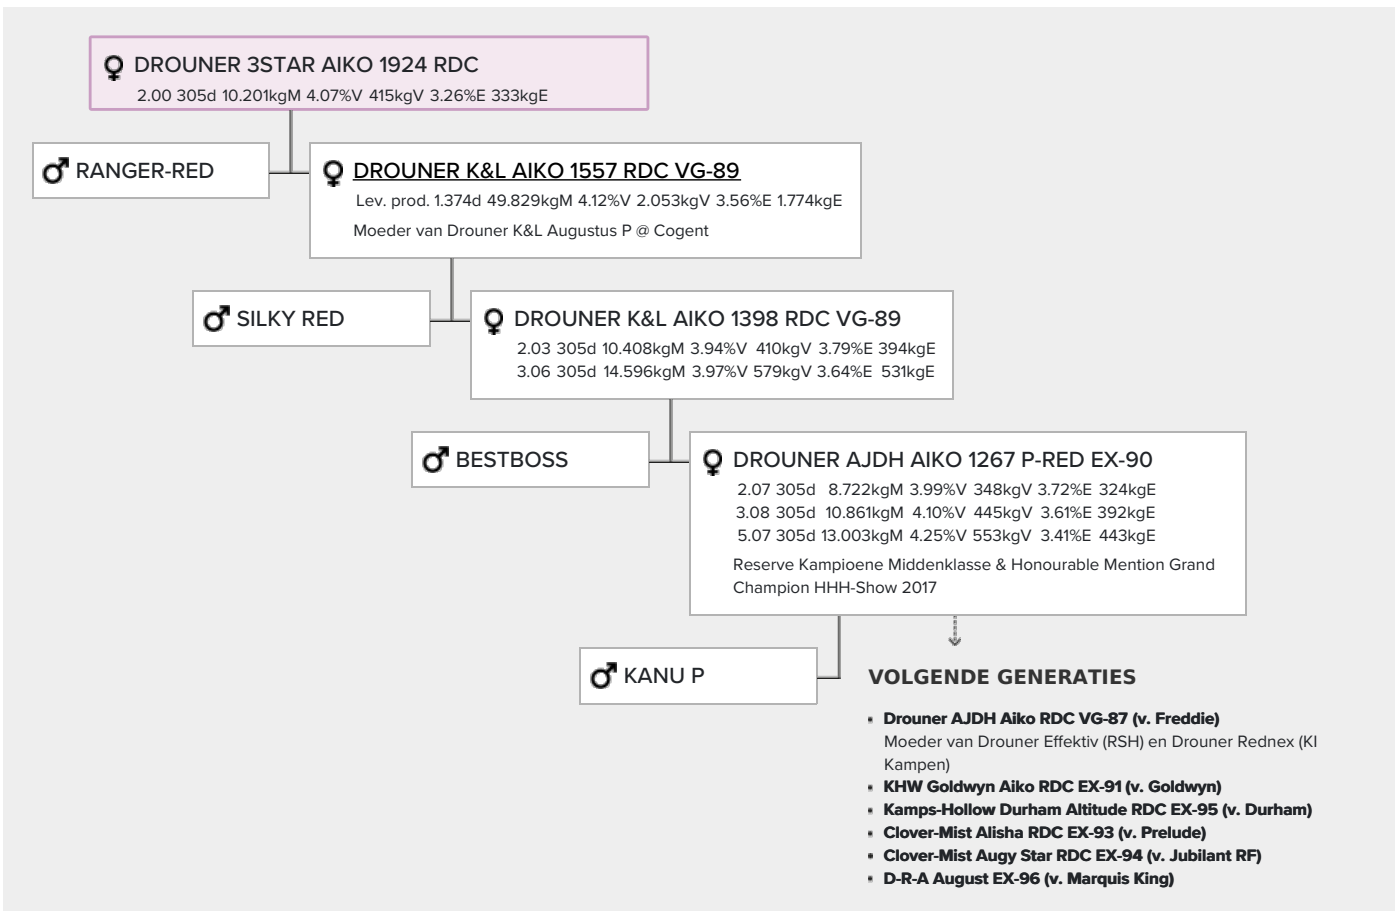 DROUNER 3STAR AIKO 1924 RDC
2.00 305d 10.201kgM 4.07%V 415kgV 3.26%E 333kgE
RANGER-RED
DROUNER K&L AIKO 1557 RDC VG-89
Lev. prod. 1.374d 49.829kgM 4.12%V 2.053kgV 3.56%E 1.774kgE
Moeder van Drouner K&L Augustus P @ Cogent
SILKY RED
DROUNER K&L AIKO 1398 RDC VG-89
2.03 305d 10.408kgM 3.94%V 410kgV 3.79%E 394kgE
3.06 305d 14.596kgM 3.97%V 579kgV 3.64%E 531kgE
BESTBOSS
DROUNER AJDH AIKO 1267 P-RED EX-90
2.07 305d 8.722kgM 3.99%V 348kgV 3.72%E 324kgE
3.08 305d 10.861kgM 4.10%V 445kgV 3.61%E 392kgE
5.07 305d 13.003kgM 4.25%V 553kgV 3.41%E 443kgE
Reserve Kampioene Middenklasse & Honourable Mention Grand
Champion HHH-Show 2017
KANU P
VOLGENDE GENERATIES
Drouner AJDH Aiko RDC VG-87 (v. Freddie)
Moeder van Drouner Effektiv (RSH) en Drouner Rednex (KI
Kampen)
KHW Goldwyn Aiko RDC EX-91 (v. Goldwyn)
Kamps-Hollow Durham Altitude RDC EX-95 (v. Durham)
Clover-Mist Alisha RDC EX-93 (v. Prelude)
Clover-Mist Augy Star RDC EX-94 (v. Jubilant RF)
D-R-A August EX-96 (v. Marquis King)